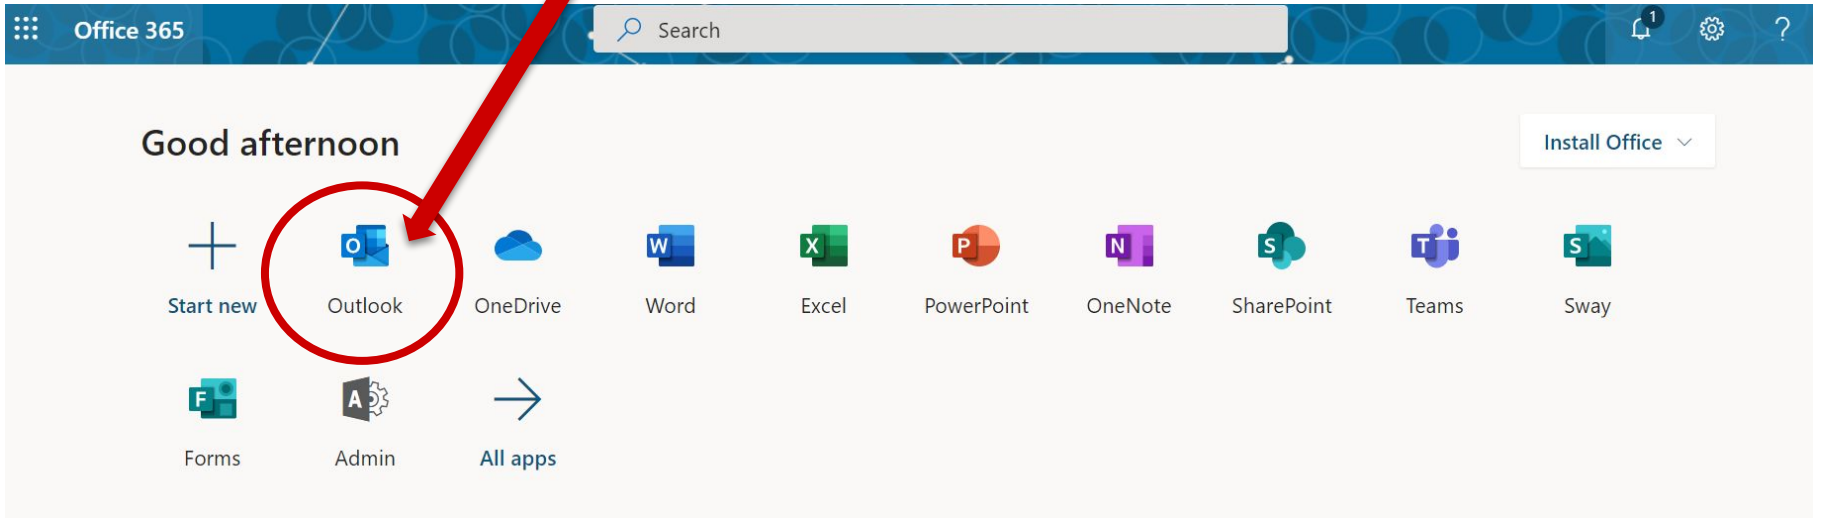 Office 365
Search
1
?
Good afternoon
Install Office
Start new
O
Outlook
OneDrive
W
Word
X
Excel
P
PowerPoint
N
OneNote
S
SharePoint
T
Teams
S
Sway
F
Forms
A
Admin
All apps